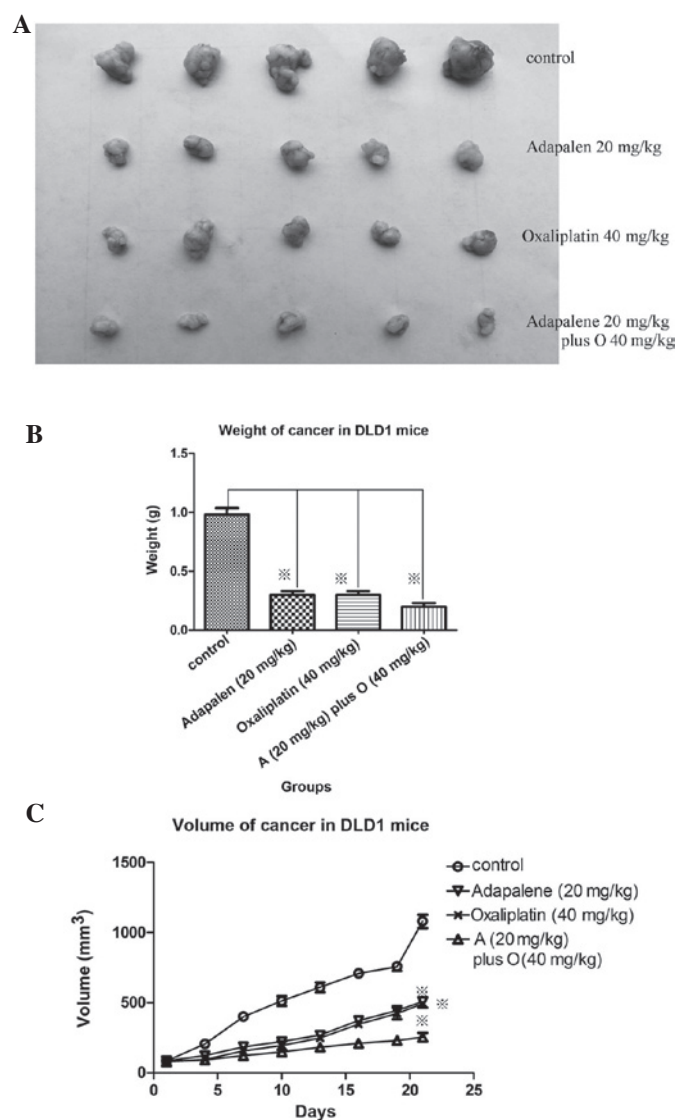 A
control
Adapalen 20 mg/kg
Oxaliplatin 40 mg/kg
Adapalene 20 mg/kg
plus O 40 mg/kg
B
Weight of cancer in DLD1 mice
Weight (g)
1.5
1.0
0.5
0.0
※
※
※
control
Adapalen (20 mg/kg)
Oxaliplatin (40 mg/kg)
A (20 mg/kg) plus O (40 mg/kg)
Groups
C
Volume of cancer in DLD1 mice
Volume (mm³)
1500
1000
500
0
control
Adapalene (20 mg/kg)
Oxaliplatin (40 mg/kg)
A (20mg/kg)
plus O(40 mg/kg)
※
※
※
0
5
10
15
20
25
Days